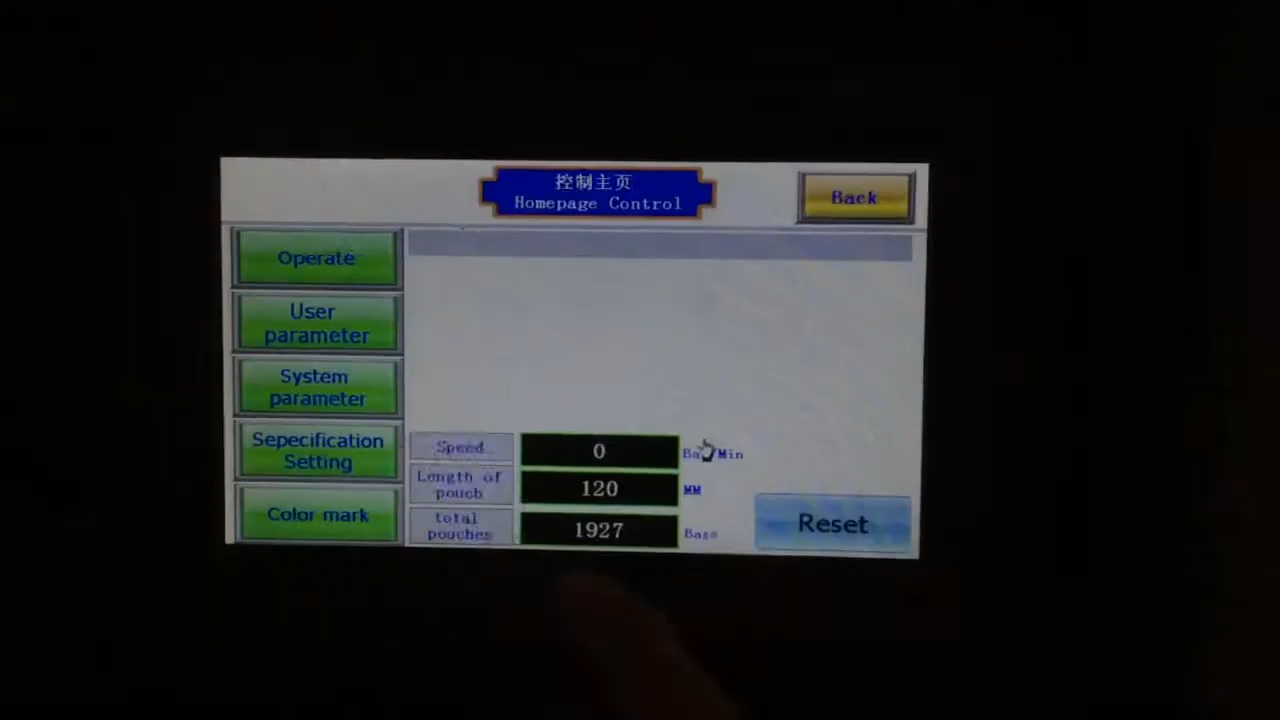 控制主页
Homepage Control
Back
Operate
User
parameter
System
parameter
Sepecification
Setting
Color mark
Speed
0
Min
Length of
pouch
120
MM
total
pouches
1927
Reset